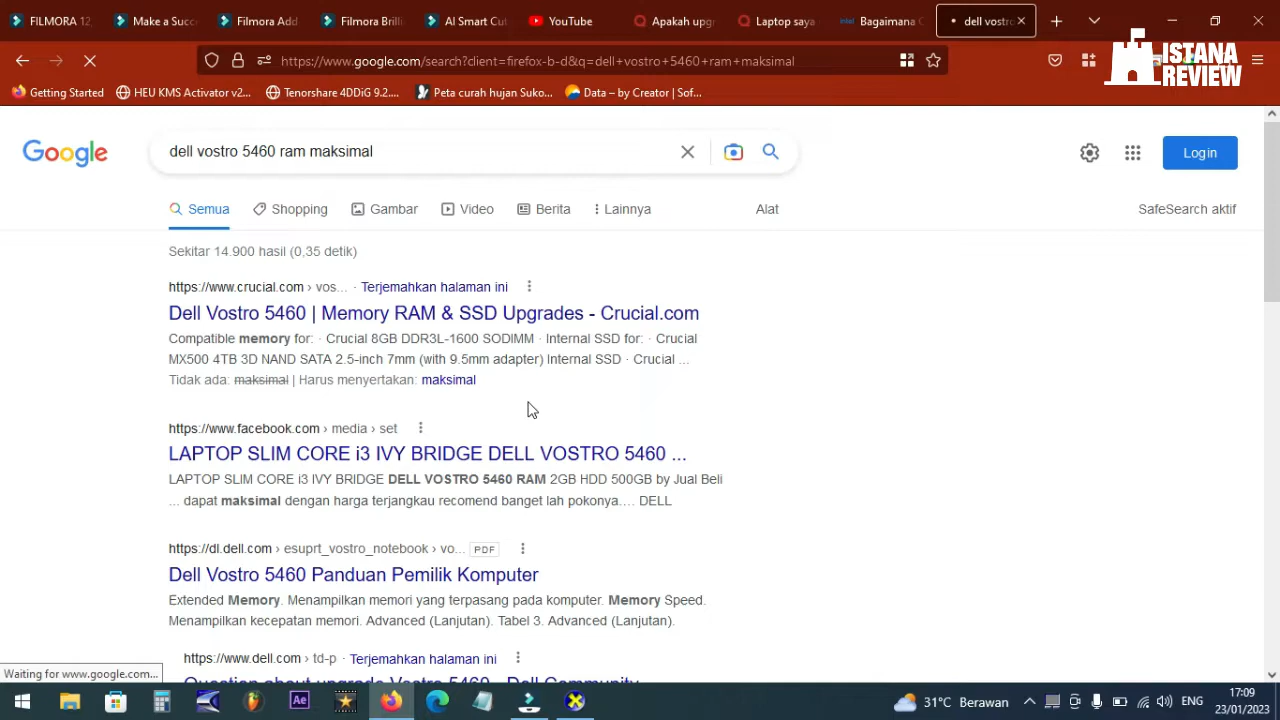 FILMORA 12
Make a Succ
Filmora Add
Filmora Brill
AI Smart Cut
YouTube
Apakah upgr
Laptop saya
intel
Bagaimana C
dell vostro
https://www.google.com/search?client=firefox-b-d&q=dell+vostro+5460+ram+maksimal
ISTANA
REVIEW
Getting Started
HEU KMS Activator v2...
Tenorshare 4DDiG 9.2....
Peta curah hujan Suko...
Data – by Creator | Sof...
Google
dell vostro 5460 ram maksimal
Login
Semua
Shopping
Gambar
Video
Berita
Lainnya
Alat
SafeSearch aktif
Sekitar 14.900 hasil (0,35 detik)
https://www.crucial.com › vos... · Terjemahkan halaman ini
Dell Vostro 5460 | Memory RAM & SSD Upgrades - Crucial.com
Compatible memory for: · Crucial 8GB DDR3L-1600 SODIMM · Internal SSD for: · Crucial
MX500 4TB 3D NAND SATA 2.5-inch 7mm (with 9.5mm adapter) Internal SSD · Crucial ...
Tidak ada: maksimal | Harus menyertakan: maksimal
https://www.facebook.com › media › set
LAPTOP SLIM CORE i3 IVY BRIDGE DELL VOSTRO 5460 ...
LAPTOP SLIM CORE i3 IVY BRIDGE DELL VOSTRO 5460 RAM 2GB HDD 500GB by Jual Beli
... dapat maksimal dengan harga terjangkau recomend banget lah pokonya.... DELL
https://dl.dell.com › esuprt_vostro_notebook › vo... PDF
Dell Vostro 5460 Panduan Pemilik Komputer
Extended Memory. Menampilkan memori yang terpasang pada komputer. Memory Speed.
Menampilkan kecepatan memori. Advanced (Lanjutan). Tabel 3. Advanced (Lanjutan).
https://www.dell.com › td-p · Terjemahkan halaman ini
Question about upgrade Vostro 5460 - Dell Community
Waiting for www.google.com...
Ae
31°C Berawan
ENG
17:09
23/01/2023